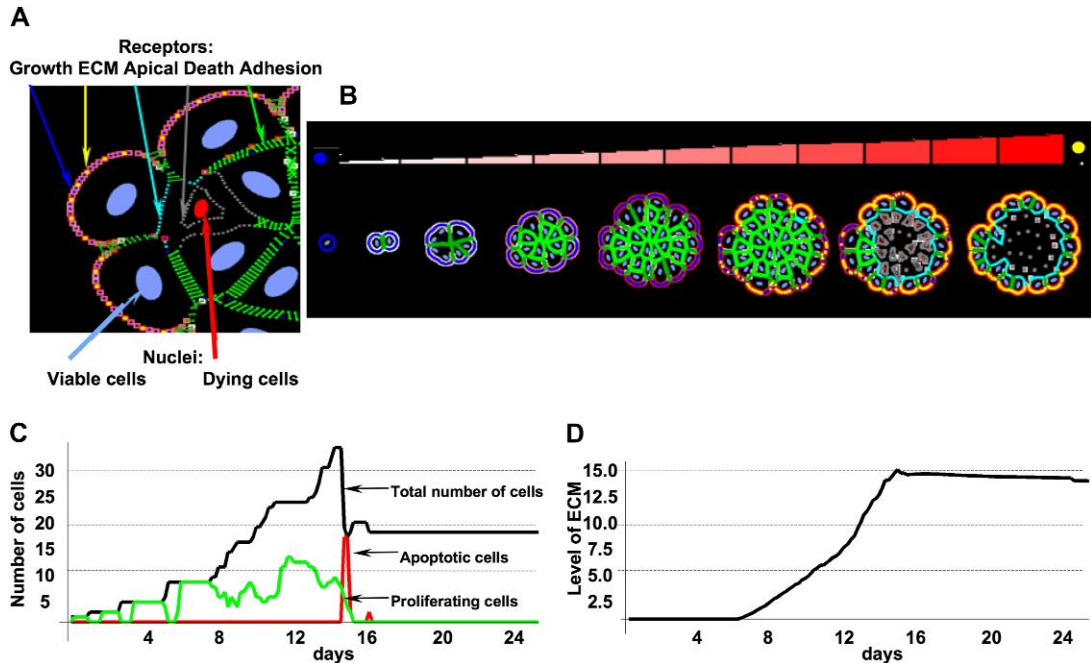 A
Receptors:
Growth ECM Apical Death Adhesion
Nuclei:
Viable cells
Dying cells
B
C
Number of cells
30
25
20
15
10
5
Total number of cells
Apoptotic cells
Proliferating cells
4
8
12
16
20
24
days
D
Level of ECM
15.0
12.5
10.0
7.5
5.0
2.5
4
8
12
16
20
24
days